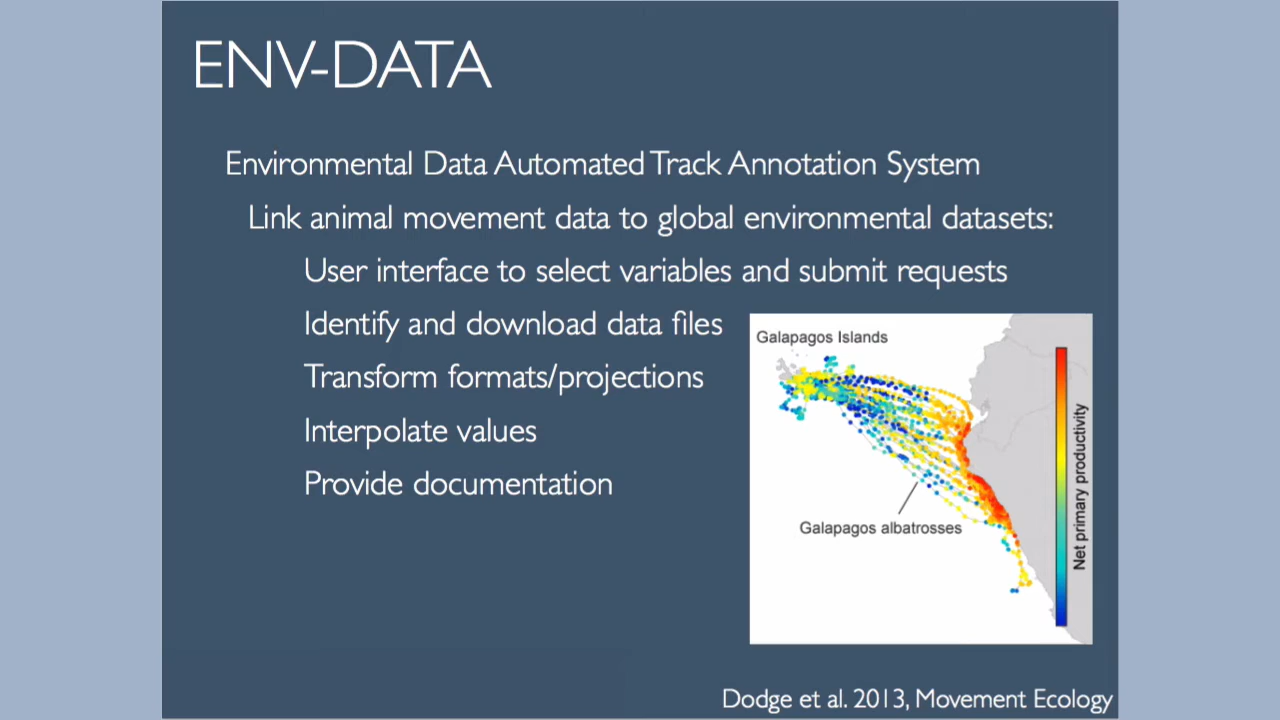 ENV-DATA
Environmental Data Automated Track Annotation System
Link animal movement data to global environmental datasets:
User interface to select variables and submit requests
Identify and download data files
Transform formats/projections
Interpolate values
Provide documentation
Galapagos Islands
Galapagos albatrosses
Net primary productivity
Dodge et al. 2013, Movement Ecology